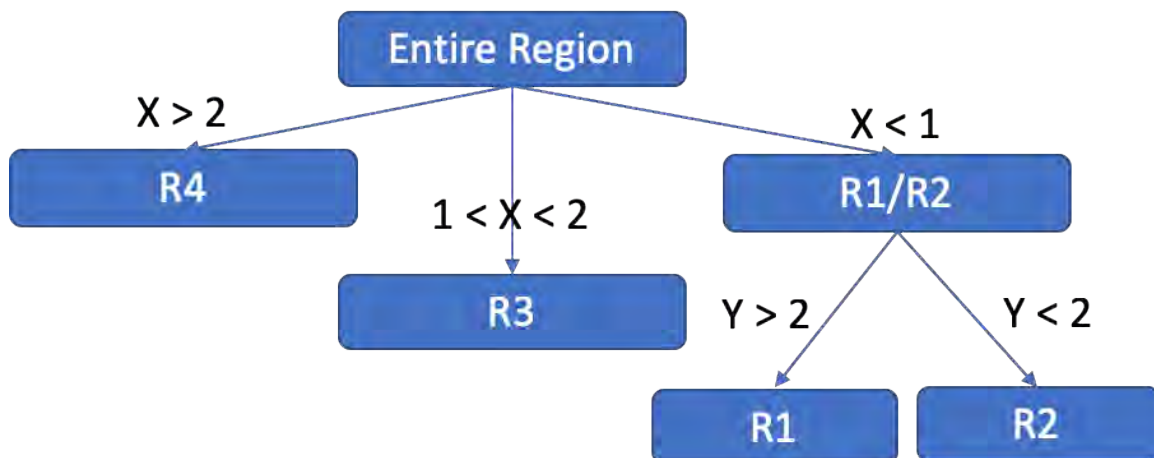 Entire Region
X > 2
X < 1
R4
R1/R2
1 < X < 2
R3
Y > 2
Y < 2
R1
R2